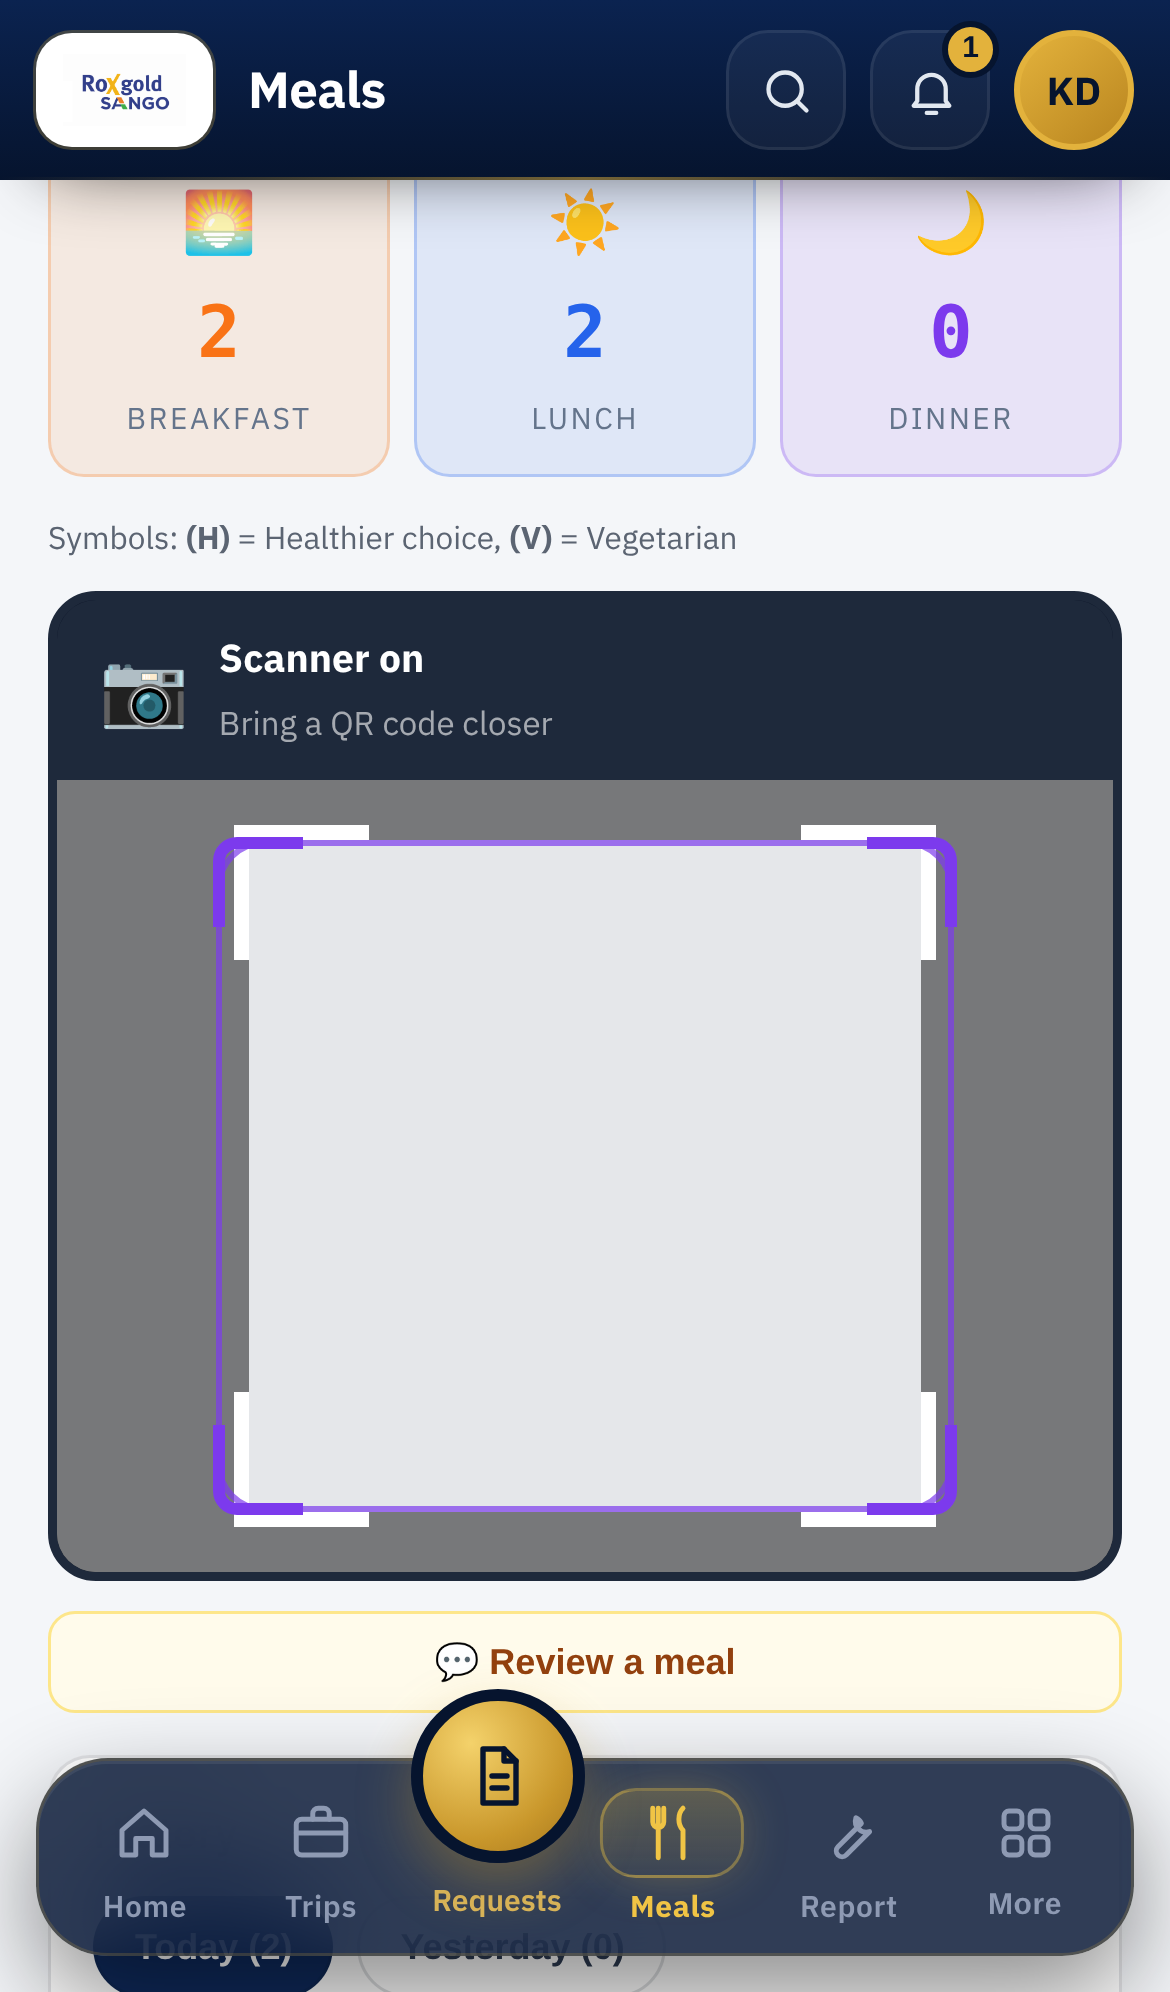 Roxgold
SANGO
Meals
1
KD
2
BREAKFAST
2
LUNCH
0
DINNER
Symbols: (H) = Healthier choice, (V) = Vegetarian
Scanner on
Bring a QR code closer
Review a meal
Home
Trips
Requests
Meals
Report
More
Today (2)
Yesterday (0)